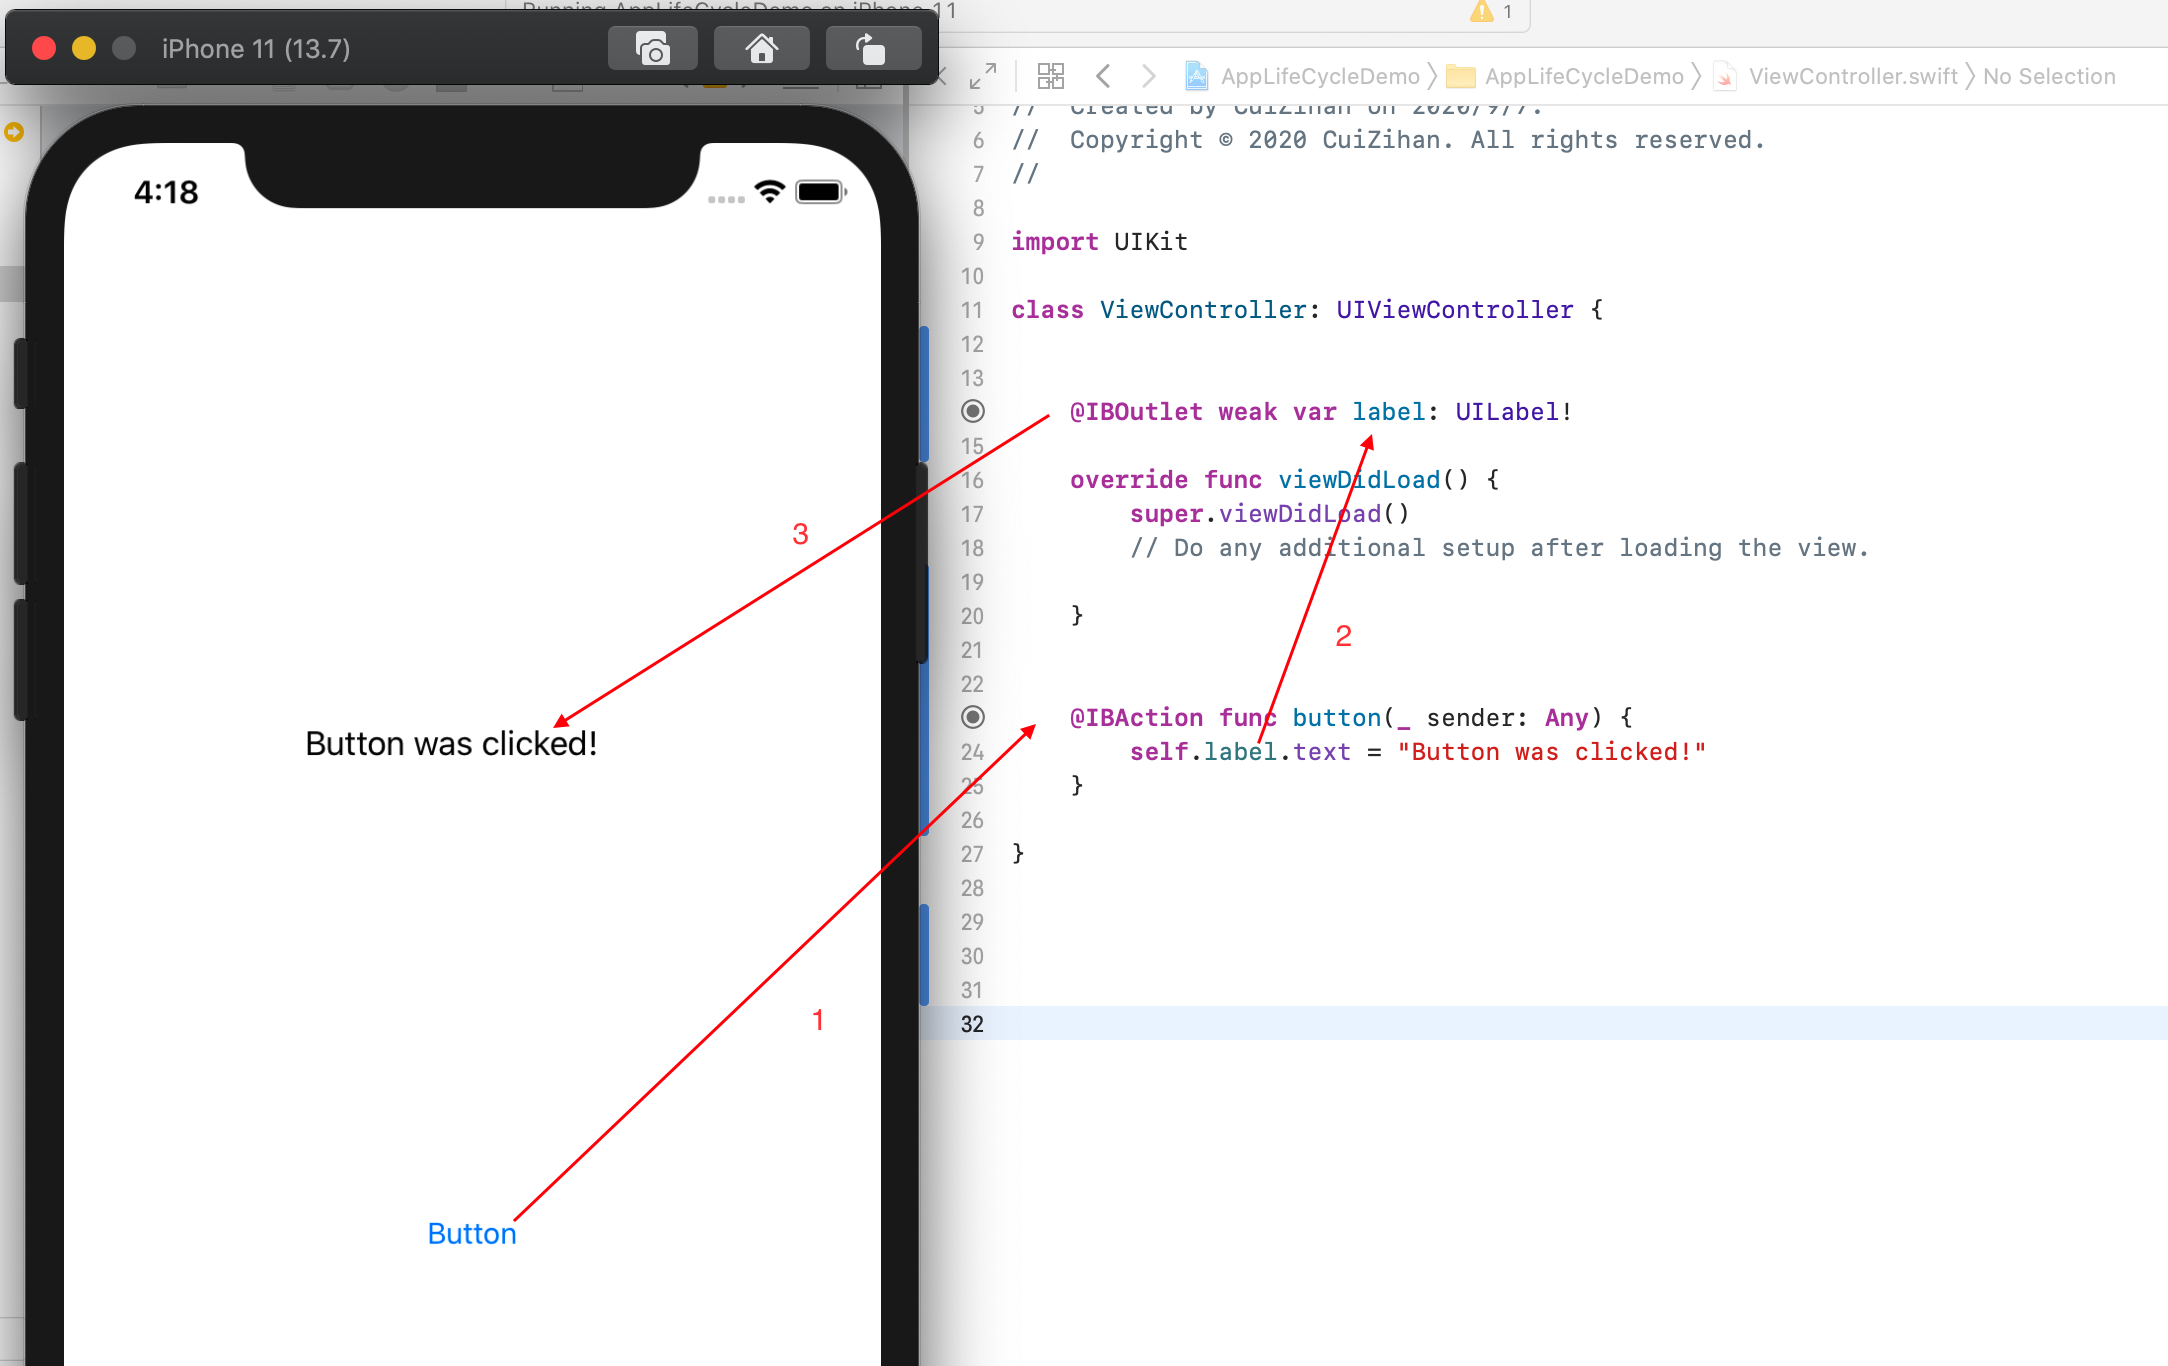 Running AppLifeCycleDemo on iPhone 11
1
iPhone 11 (13.7)
AppLifeCycleDemo 〉 AppLifeCycleDemo 〉 ViewController.swift 〉 No Selection
4:18
Button was clicked!
Button
3
2
1
5 // Created by CuiZihan on 2020/9/7.
6 // Copyright © 2020 CuiZihan. All rights reserved.
7 //
8
9 import UIKit
10
11 class ViewController: UIViewController {
12
13
@IBOutlet weak var label: UILabel!
15
16 override func viewDidLoad() {
17 super.viewDidLoad()
18 // Do any additional setup after loading the view.
19
20 }
21
22
@IBAction func button(_ sender: Any) {
24 self.label.text = "Button was clicked!"
25 }
26
27 }
28
29
30
31
32